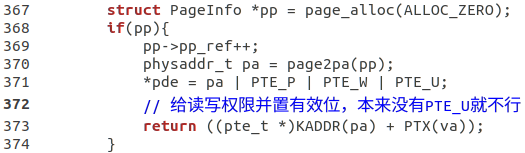 367 struct PageInfo *pp = page_alloc(ALLOC_ZERO);
368 if(pp){
369 pp->pp_ref++;
370 physaddr_t pa = page2pa(pp);
371 *pde = pa | PTE_P | PTE_W | PTE_U;
372 // 给读写权限并置有效位，本来没有PTE_U就不行
373 return ((pte_t *)KADDR(pa) + PTX(va));
374 }